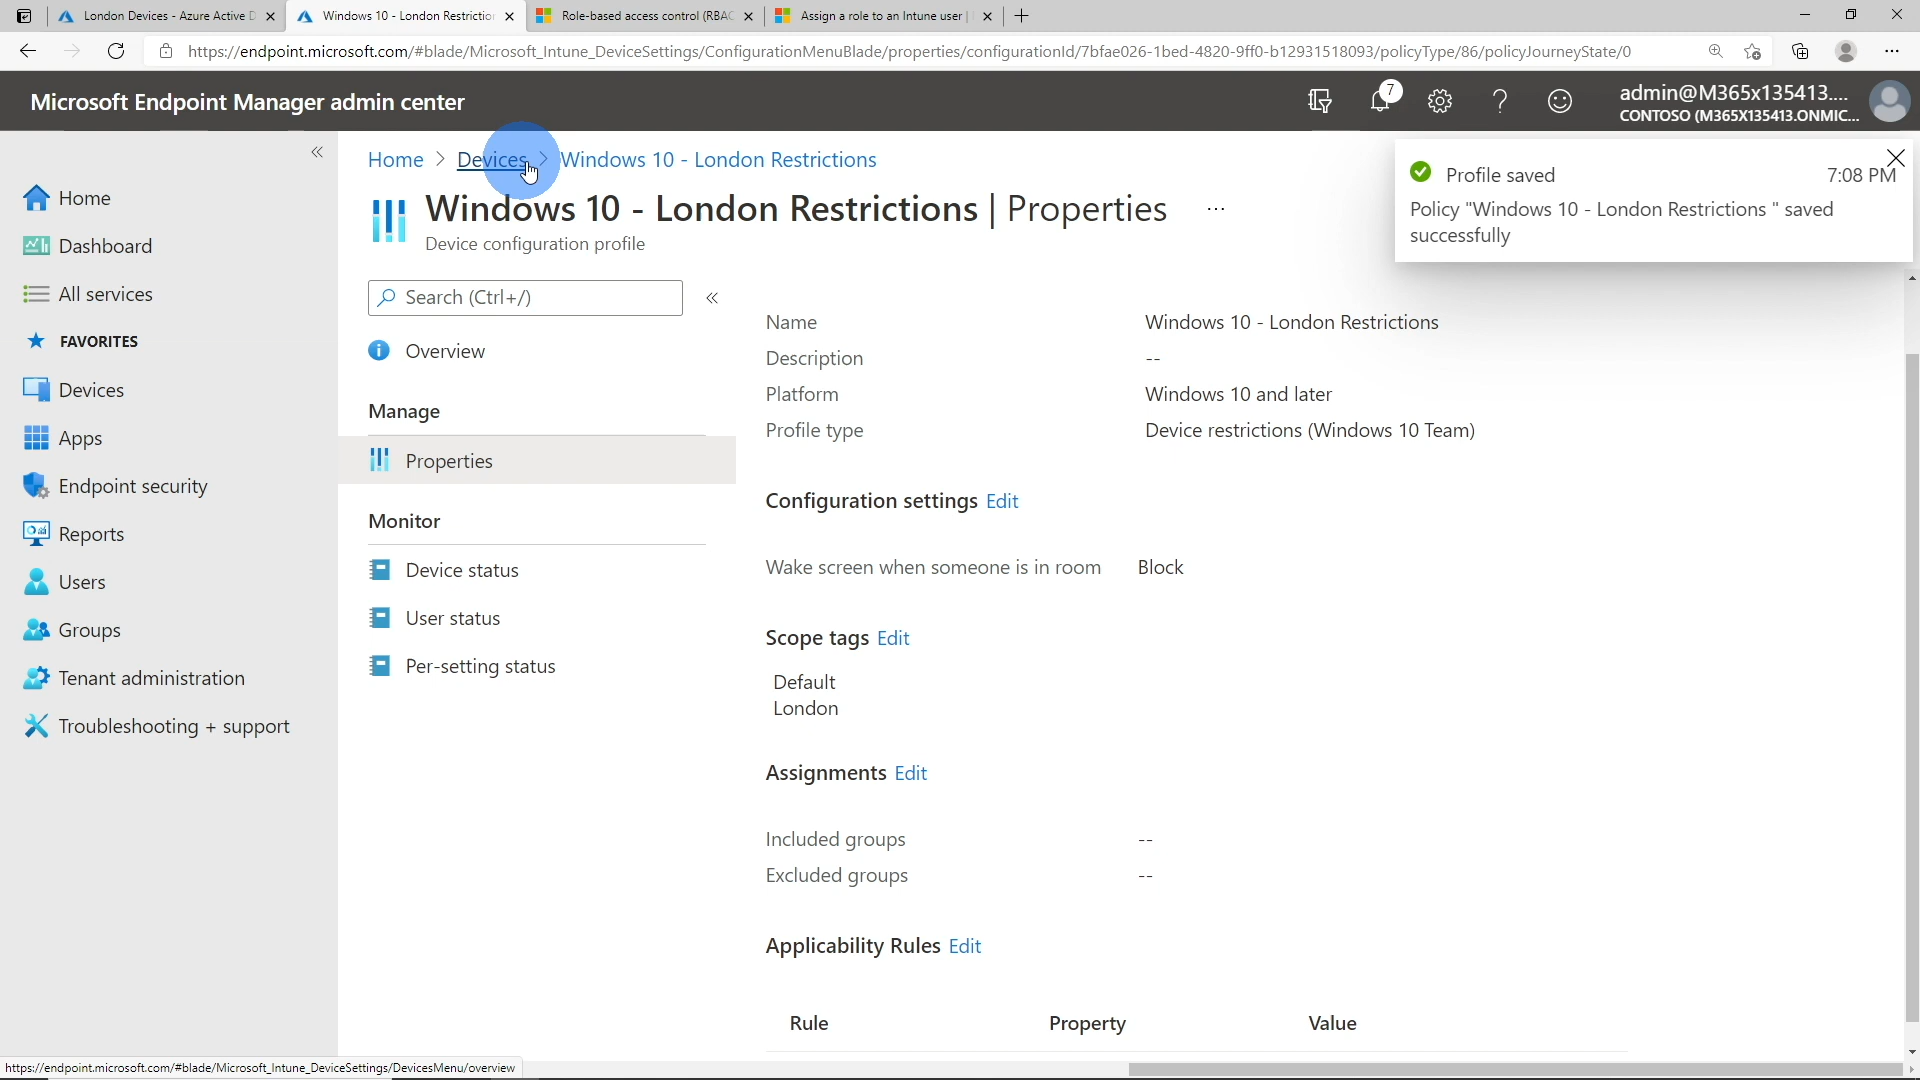 London Devices - Azure Active D
Windows 10 - London Restriction
Role-based access control (RBAC
Assign a role to an Intune user |
https://endpoint.microsoft.com/#blade/Microsoft_Intune_DeviceSettings/ConfigurationMenuBlade/properties/configurationId/7bfae026-1bed-4820-9ff0-b12931518093/policyType/86/policyJourneyState/0
Microsoft Endpoint Manager admin center
7
admin@M365x135413....
CONTOSO (M365X135413.ONMIC...
Home > Devices > Windows 10 - London Restrictions
Windows 10 - London Restrictions | Properties ...
Device configuration profile
Profile saved
7:08 PM
Policy "Windows 10 - London Restrictions " saved
successfully
Home
Dashboard
All services
FAVORITES
Devices
Apps
Endpoint security
Reports
Users
Groups
Tenant administration
Troubleshooting + support
Search (Ctrl+/)
Overview
Manage
Properties
Monitor
Device status
User status
Per-setting status
Name Windows 10 - London Restrictions
Description --
Platform Windows 10 and later
Profile type Device restrictions (Windows 10 Team)
Configuration settings Edit
Wake screen when someone is in room Block
Scope tags Edit
Default
London
Assignments Edit
Included groups --
Excluded groups --
Applicability Rules Edit
Rule Property Value
https://endpoint.microsoft.com/#blade/Microsoft_Intune_DeviceSettings/DevicesMenu/overview